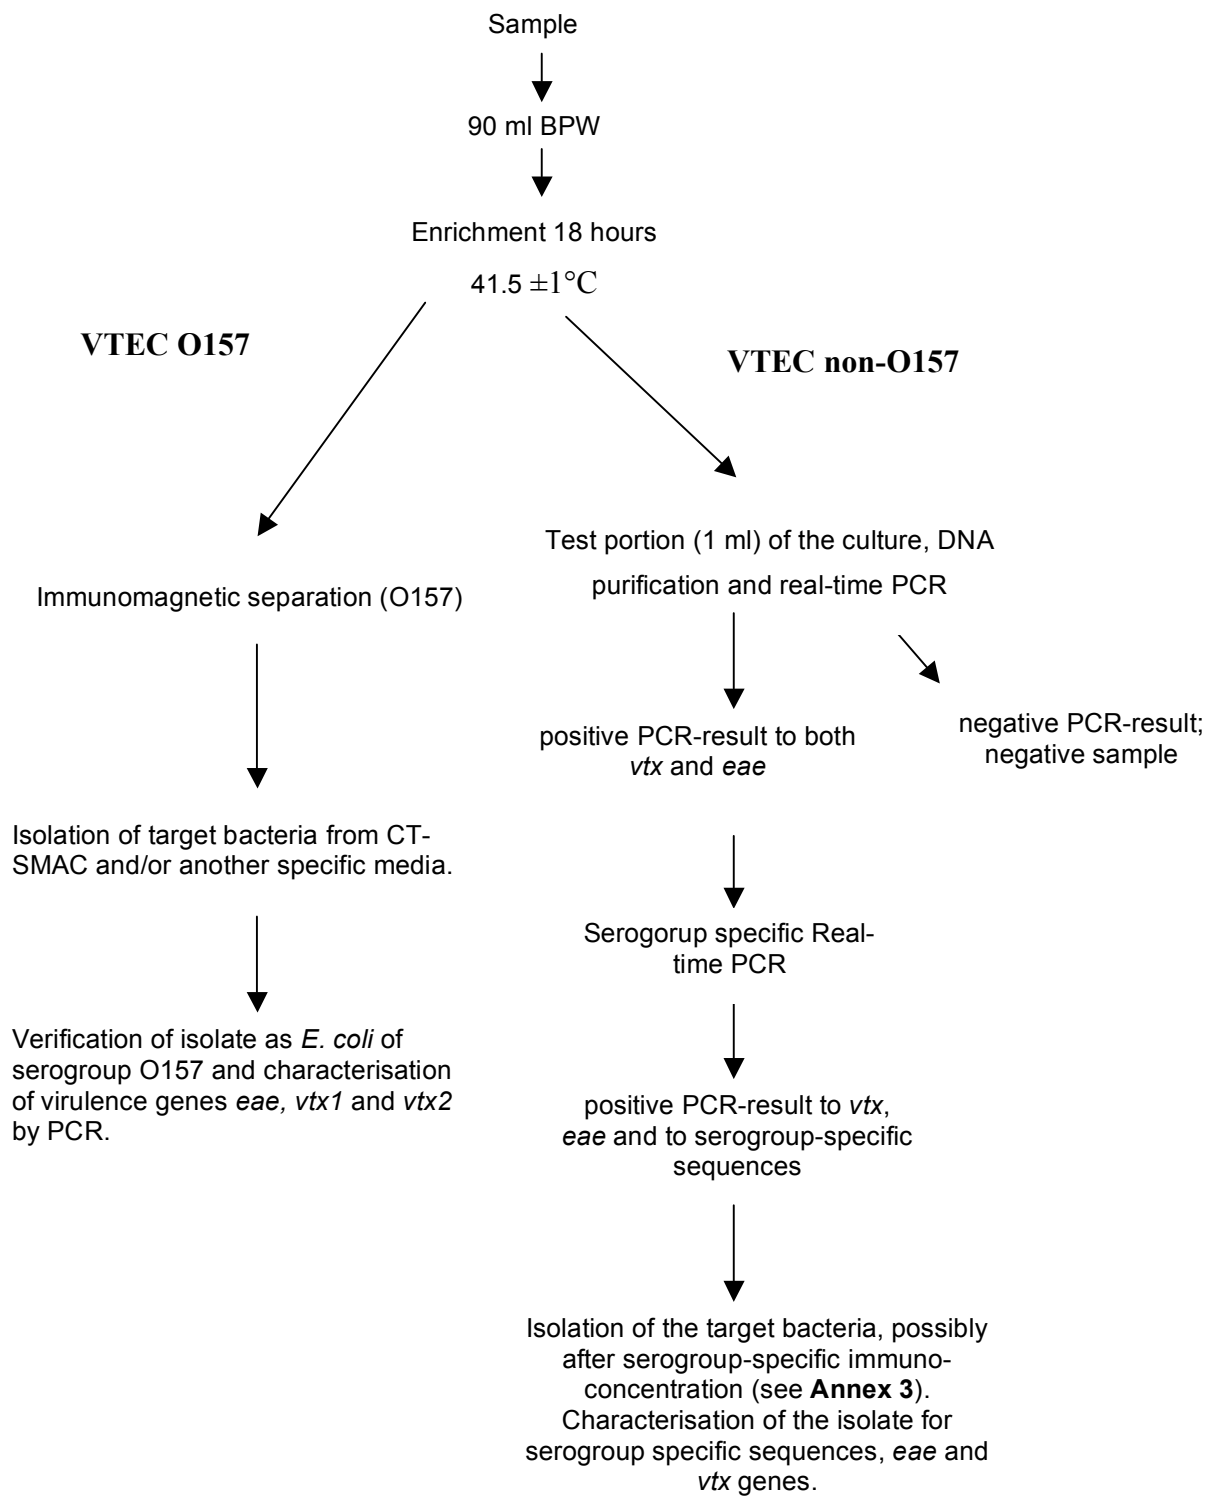 Sample
90 ml BPW
Enrichment 18 hours
41.5 ±1°C
VTEC O157
VTEC non-O157
Immunomagnetic separation (O157)
Isolation of target bacteria from CT-
SMAC and/or another specific media.
Verification of isolate as E. coli of
serogroup O157 and characterisation
of virulence genes eae, vtx1 and vtx2
by PCR.
Test portion (1 ml) of the culture, DNA
purification and real-time PCR
positive PCR-result to both
vtx and eae
negative PCR-result;
negative sample
Serogorup specific Real-
time PCR
positive PCR-result to vtx,
eae and to serogroup-specific
sequences
Isolation of the target bacteria, possibly
after serogroup-specific immuno-
concentration (see Annex 3).
Characterisation of the isolate for
serogroup specific sequences, eae and
vtx genes.